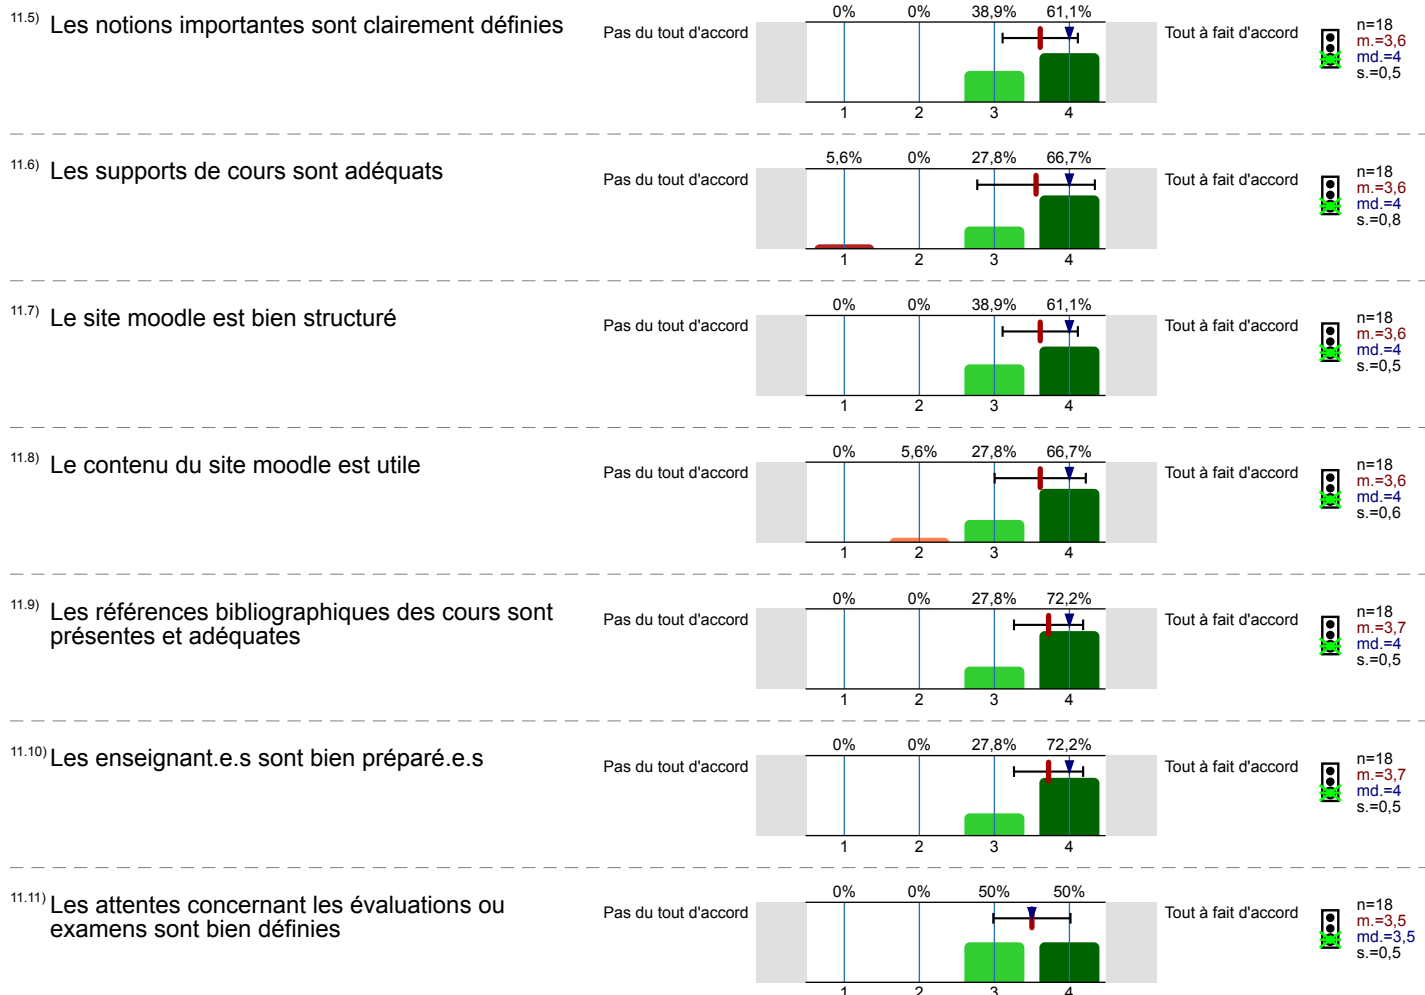 0% 0% 38,9% 61,1%
11.5) Les notions importantes sont clairement définies
Pas du tout d'accord
Tout à fait d'accord
n=18
m.=3,6
md.=4
s.=0,5
1 2 3 4
5,6% 0% 27,8% 66,7%
11.6) Les supports de cours sont adéquats
Pas du tout d'accord
Tout à fait d'accord
n=18
m.=3,6
md.=4
s.=0,8
1 2 3 4
0% 0% 38,9% 61,1%
11.7) Le site moodle est bien structuré
Pas du tout d'accord
Tout à fait d'accord
n=18
m.=3,6
md.=4
s.=0,5
1 2 3 4
0% 5,6% 27,8% 66,7%
11.8) Le contenu du site moodle est utile
Pas du tout d'accord
Tout à fait d'accord
n=18
m.=3,6
md.=4
s.=0,6
1 2 3 4
0% 0% 27,8% 72,2%
11.9) Les références bibliographiques des cours sont
présentes et adéquates
Pas du tout d'accord
Tout à fait d'accord
n=18
m.=3,7
md.=4
s.=0,5
1 2 3 4
0% 0% 27,8% 72,2%
11.10) Les enseignant.e.s sont bien préparé.e.s
Pas du tout d'accord
Tout à fait d'accord
n=18
m.=3,7
md.=4
s.=0,5
1 2 3 4
0% 0% 50% 50%
11.11) Les attentes concernant les évaluations ou
examens sont bien définies
Pas du tout d'accord
Tout à fait d'accord
n=18
m.=3,5
md.=3,5
s.=0,5
1 2 3 4